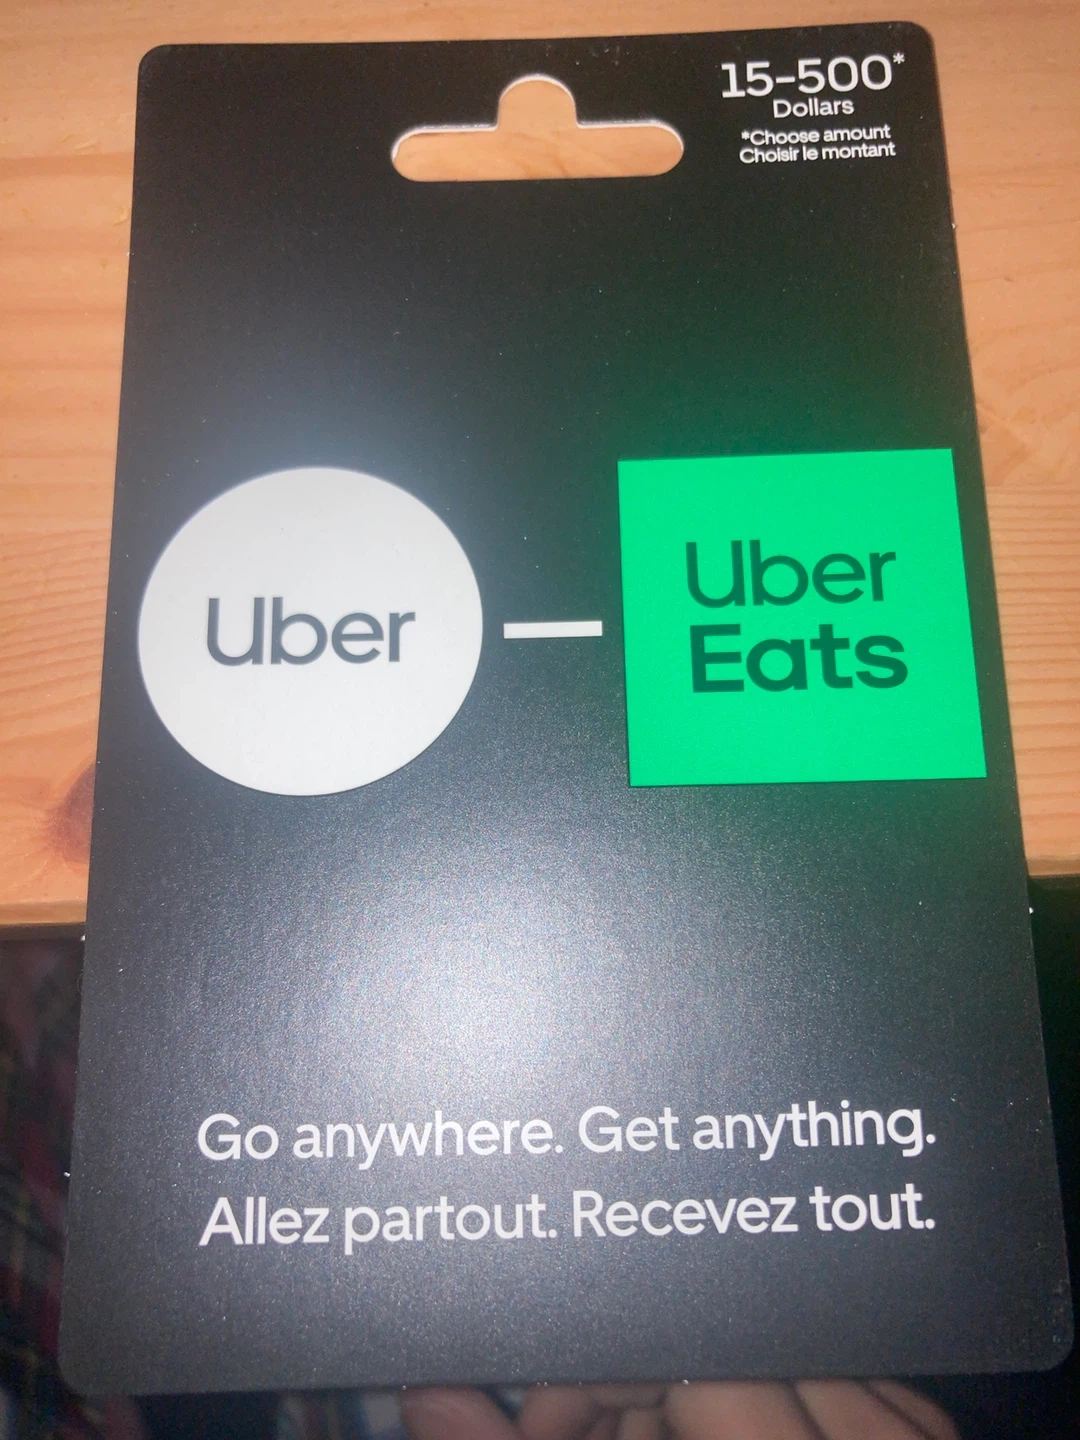 15-500*
Dollars
*Choose amount
Choisir le montant
Uber
Uber
Eats
Go anywhere. Get anything.
Allez partout. Recevez tout.